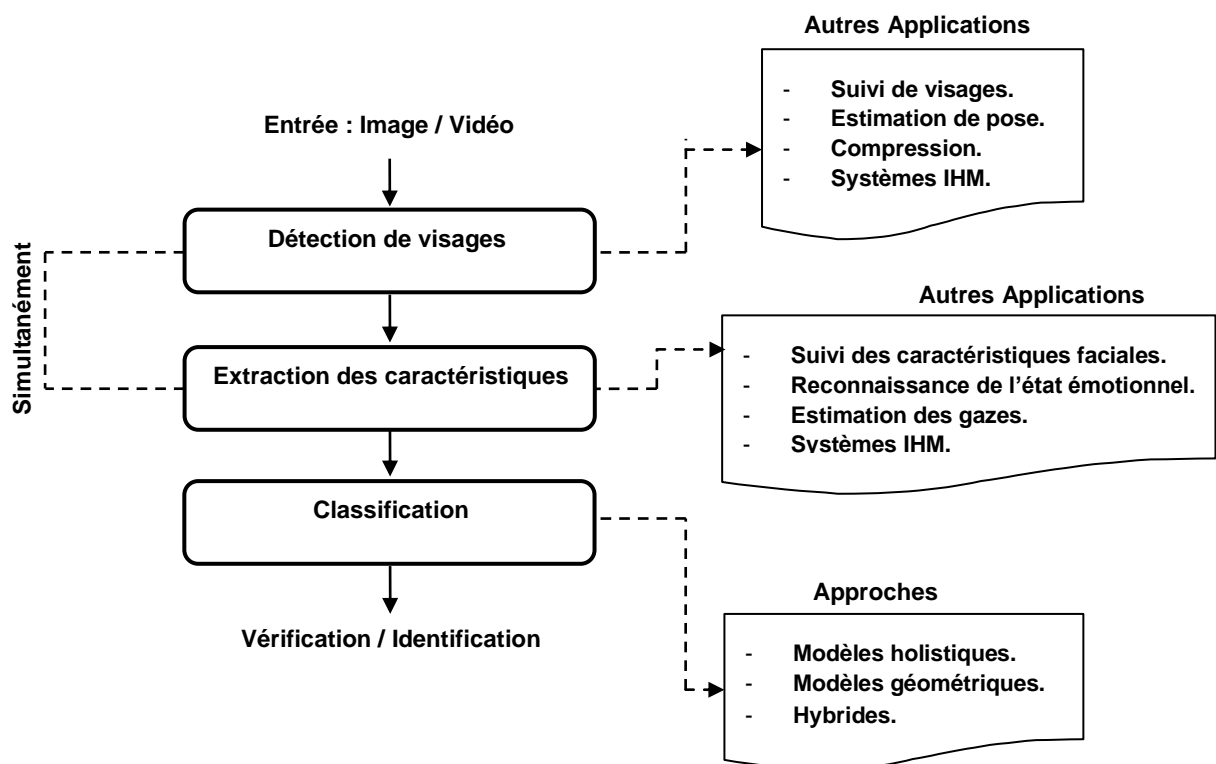 Autres Applications
- Suivi de visages.
- Estimation de pose.
- Compression.
- Systèmes IHM.
Entrée : Image / Vidéo
Détection de visages
Simultanément
Autres Applications
- Suivi des caractéristiques faciales.
- Reconnaissance de l’état émotionnel.
- Estimation des gazes.
- Systèmes IHM.
Extraction des caractéristiques
Classification
Approches
- Modèles holistiques.
- Modèles géométriques.
- Hybrides.
Vérification / Identification